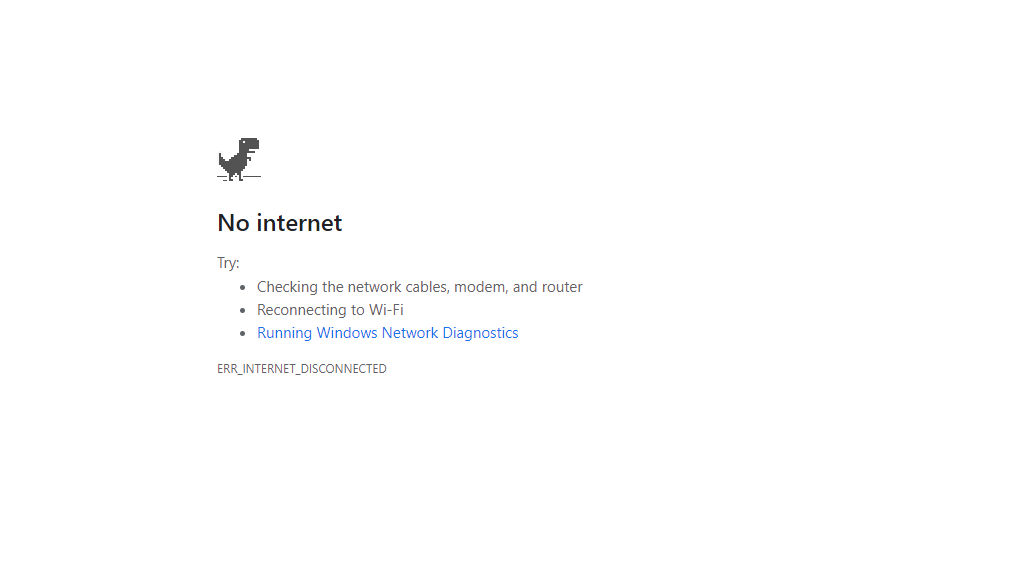 No internet
Try:
• Checking the network cables, modem, and router
• Reconnecting to Wi-Fi
• Running Windows Network Diagnostics
ERR_INTERNET_DISCONNECTED